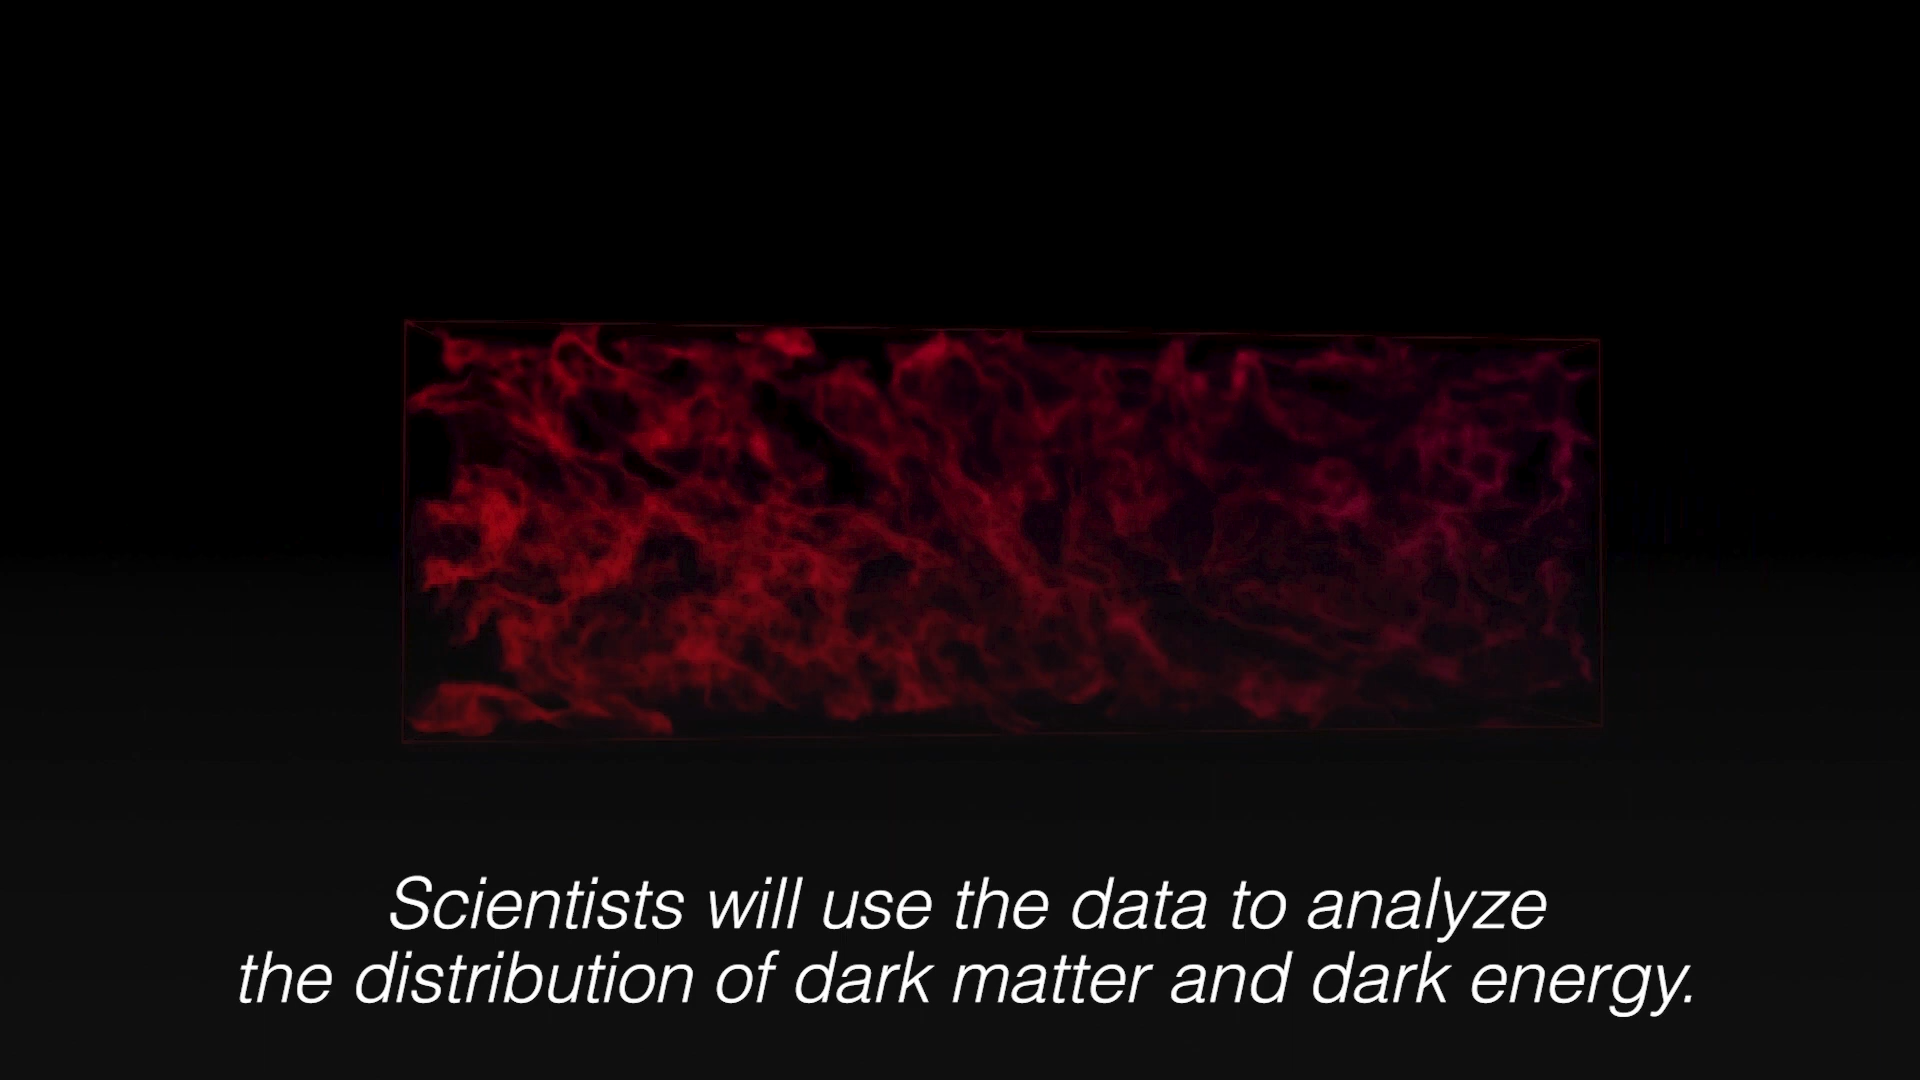 Scientists will use the data to analyze
the distribution of dark matter and dark energy.